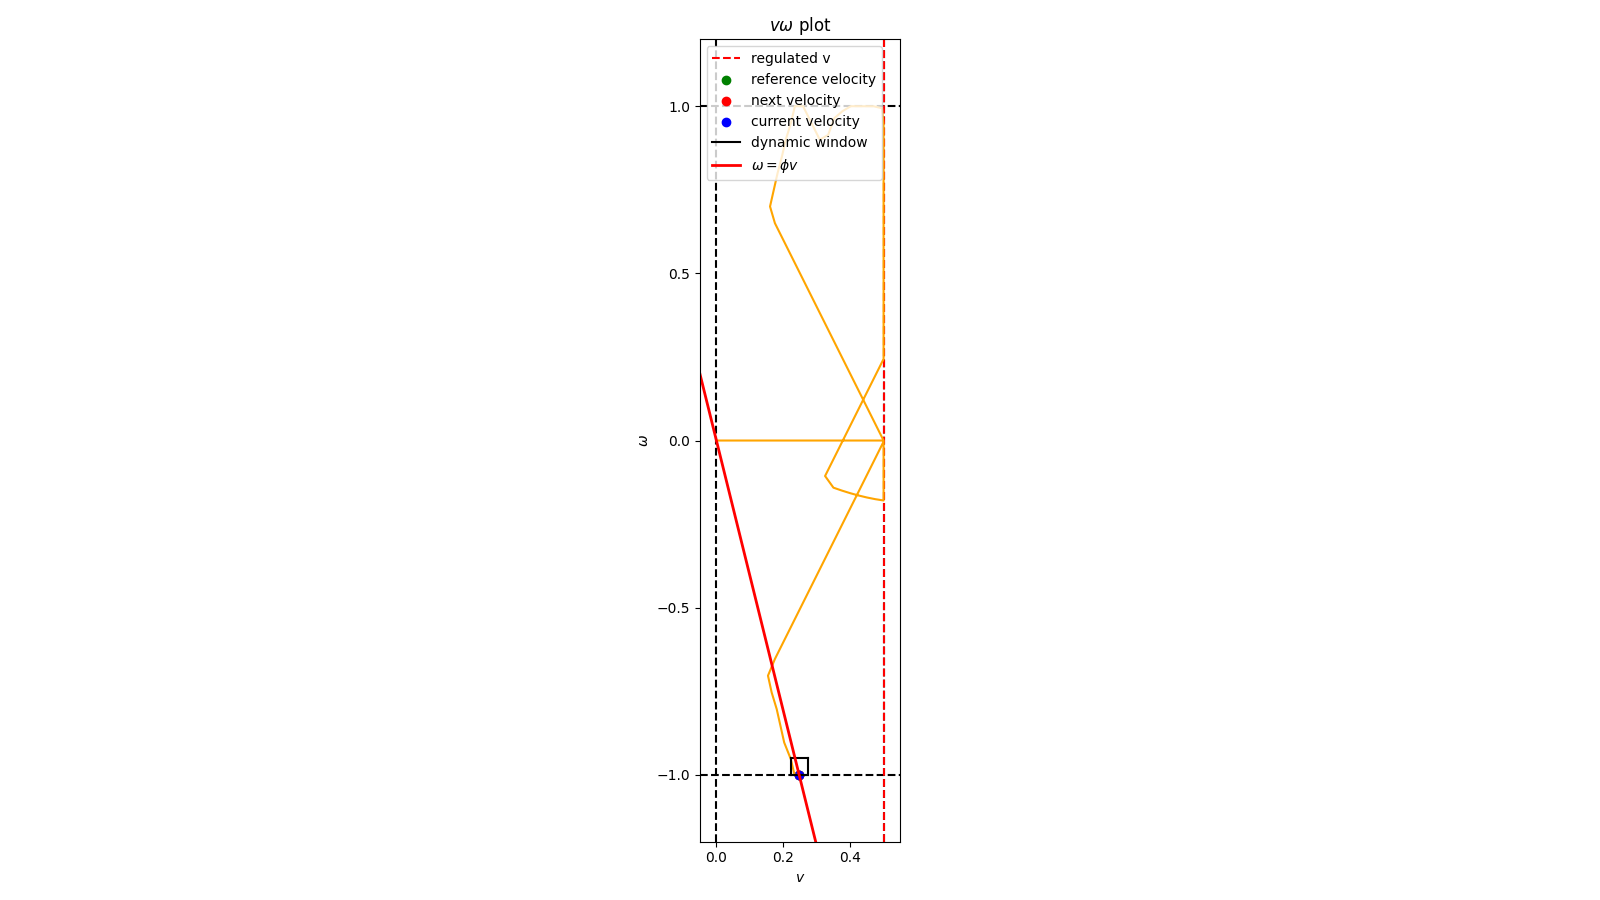 vω plot
regulated v
reference velocity
next velocity
current velocity
dynamic window
ω = ϕv
1.0
0.5
0.0
−0.5
−1.0
ω
0.0 0.2 0.4
v